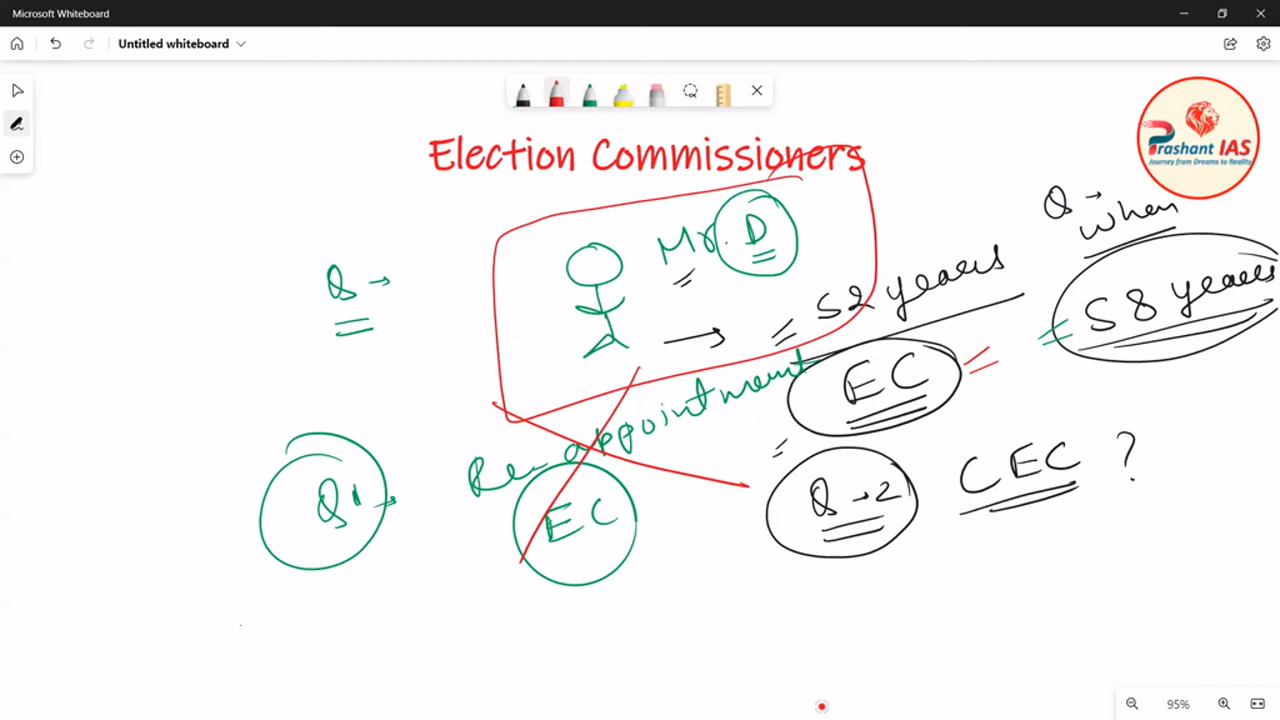 Microsoft Whiteboard
Untitled whiteboard
Election Commissioners
Prashant IAS
Journey from Dreams to Reality
Q → when
Mr. D
Q →
→ = 52 years
= 58 years
EC =
Re-appointment
Q1 →
EC
Q → 2
CEC ?
95%